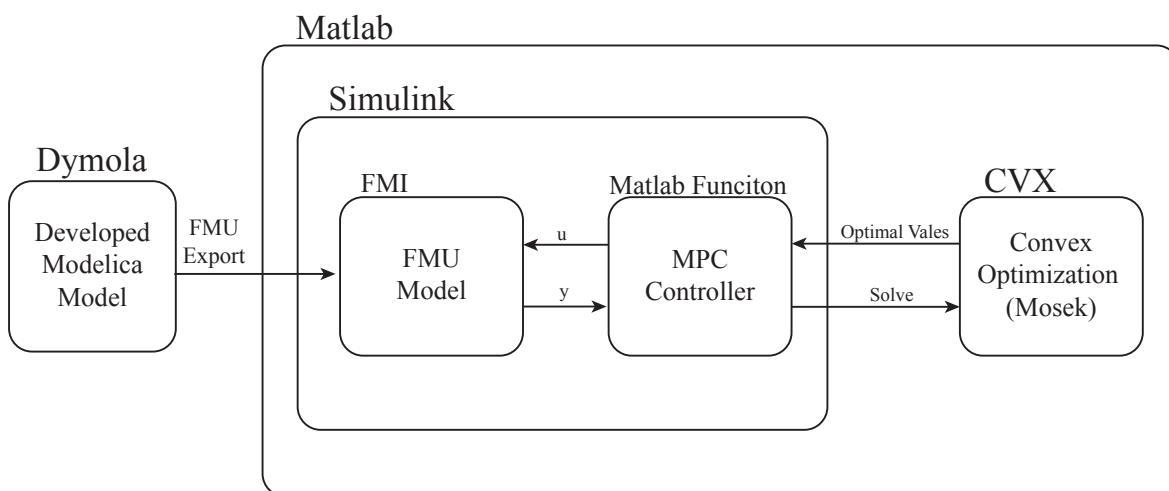 Matlab
Simulink
Dymola
FMI
Matlab Funciton
CVX
Developed
Modelica
Model
FMU
Export
FMU
Model
u
y
MPC
Controller
Optimal Vales
Solve
Convex
Optimization
(Mosek)